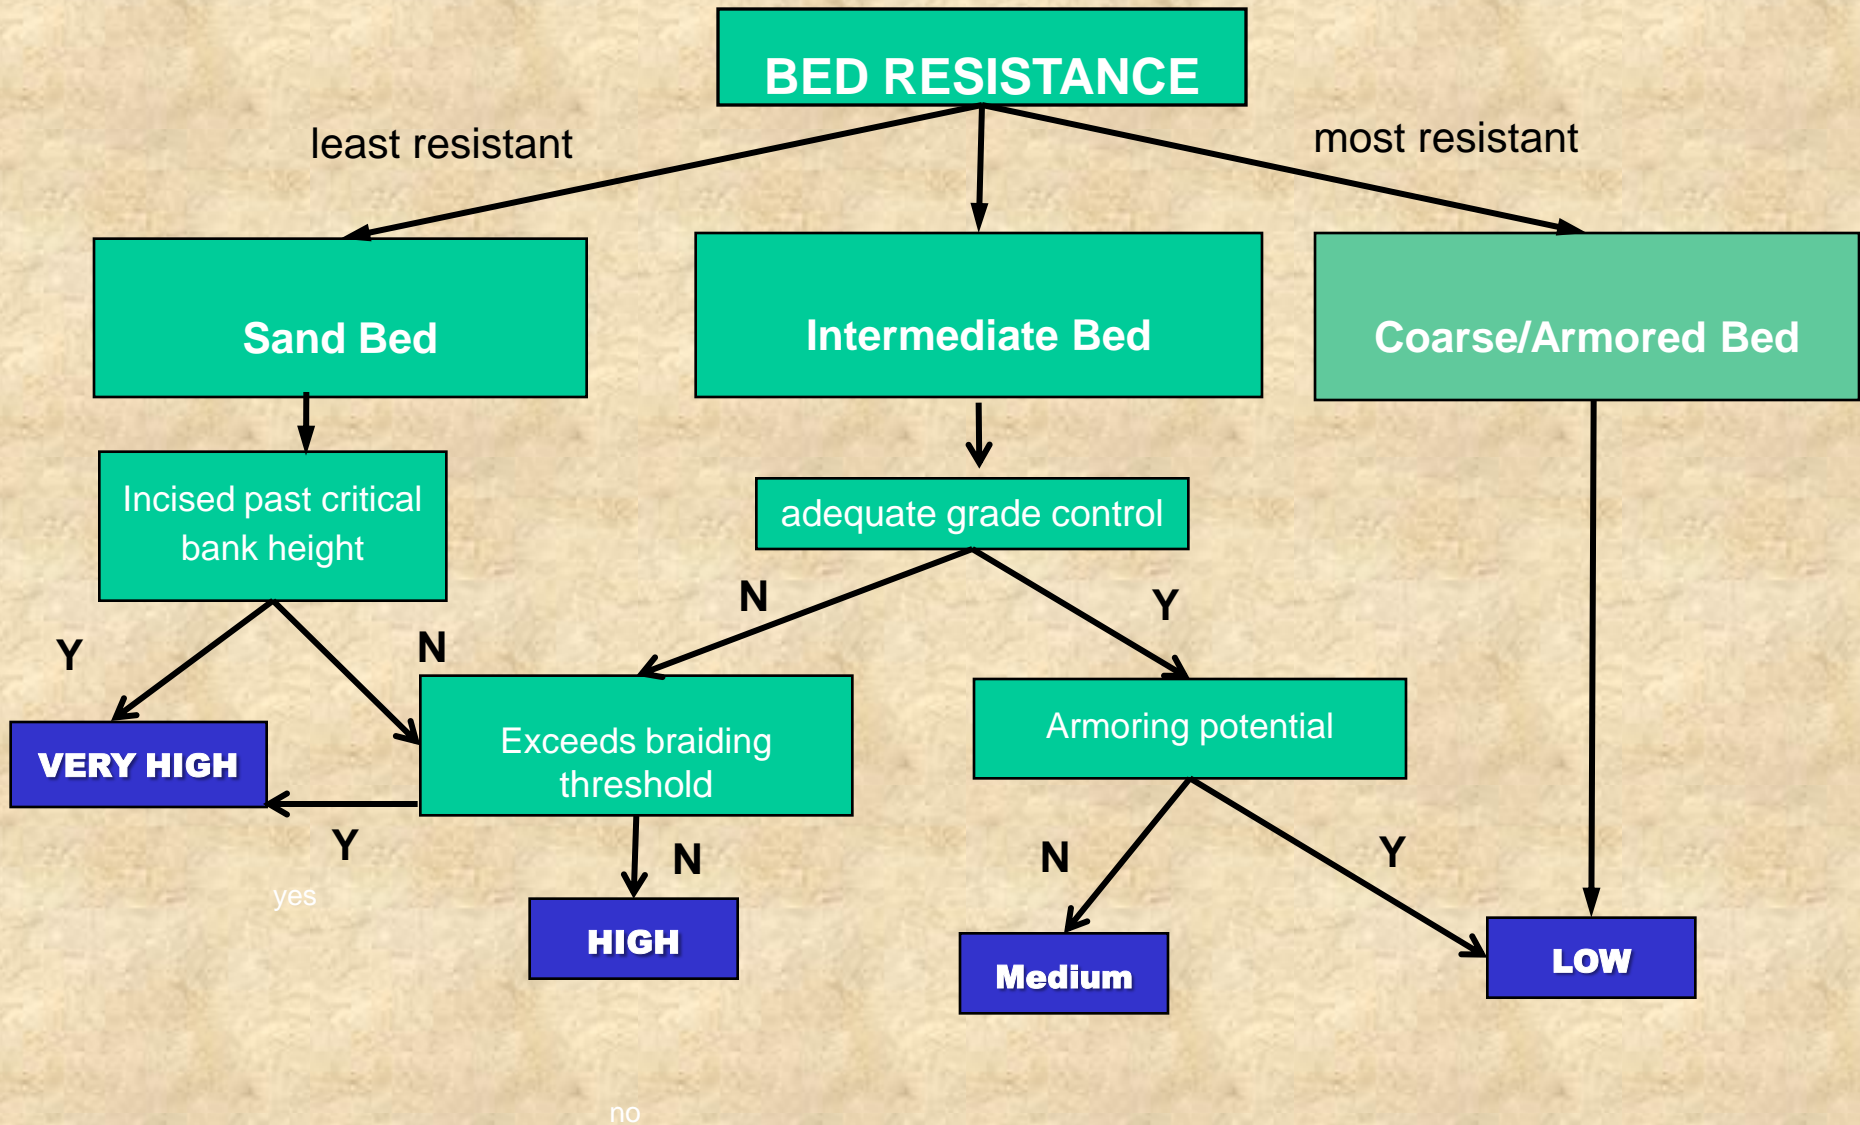 BED RESISTANCE
least resistant
most resistant
Sand Bed
Intermediate Bed
Coarse/Armored Bed
Incised past critical
bank height
adequate grade control
N
Y
Y
N
Exceeds braiding
threshold
Armoring potential
VERY HIGH
Y
N
N
Y
yes
HIGH
Medium
LOW
no